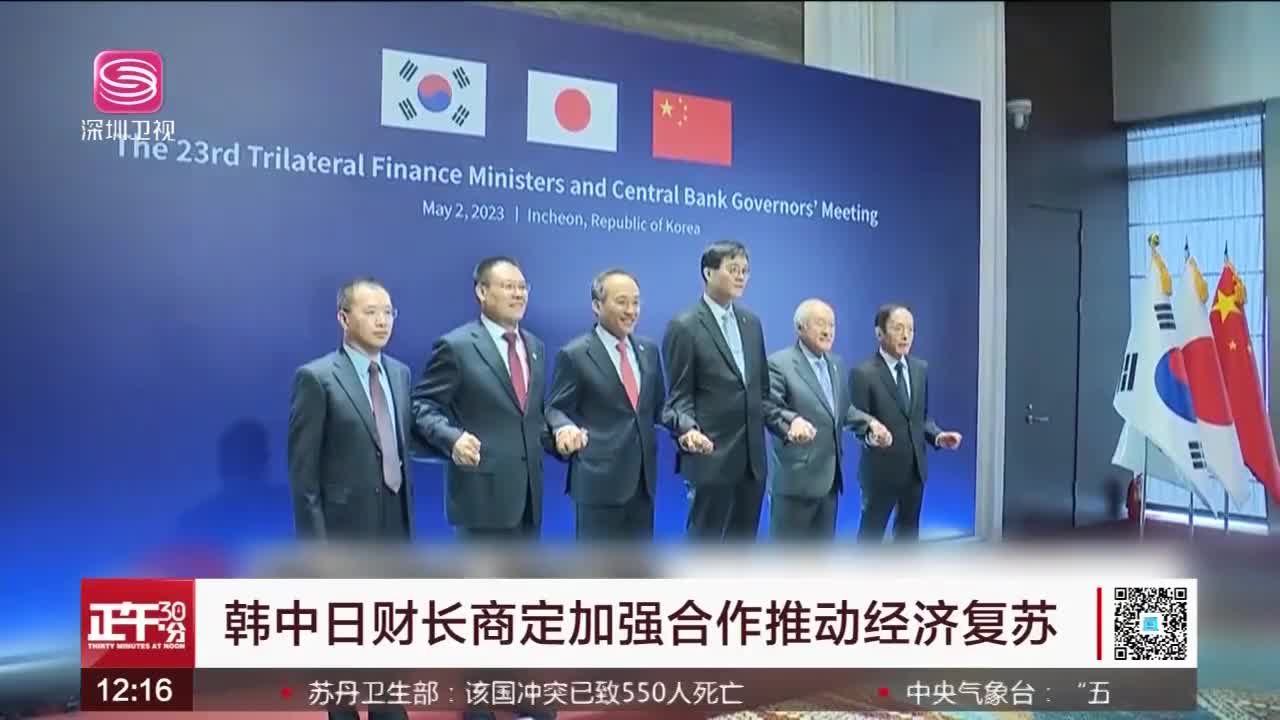 深圳卫视
The 23rd Trilateral Finance Ministers and Central Bank Governors' Meeting
May 2, 2023 | Incheon, Republic of Korea
正午30分
THIRTY MINUTES AT NOON
韩中日财长商定加强合作推动经济复苏
12:16
苏丹卫生部：该国冲突已致550人死亡
中央气象台：“五